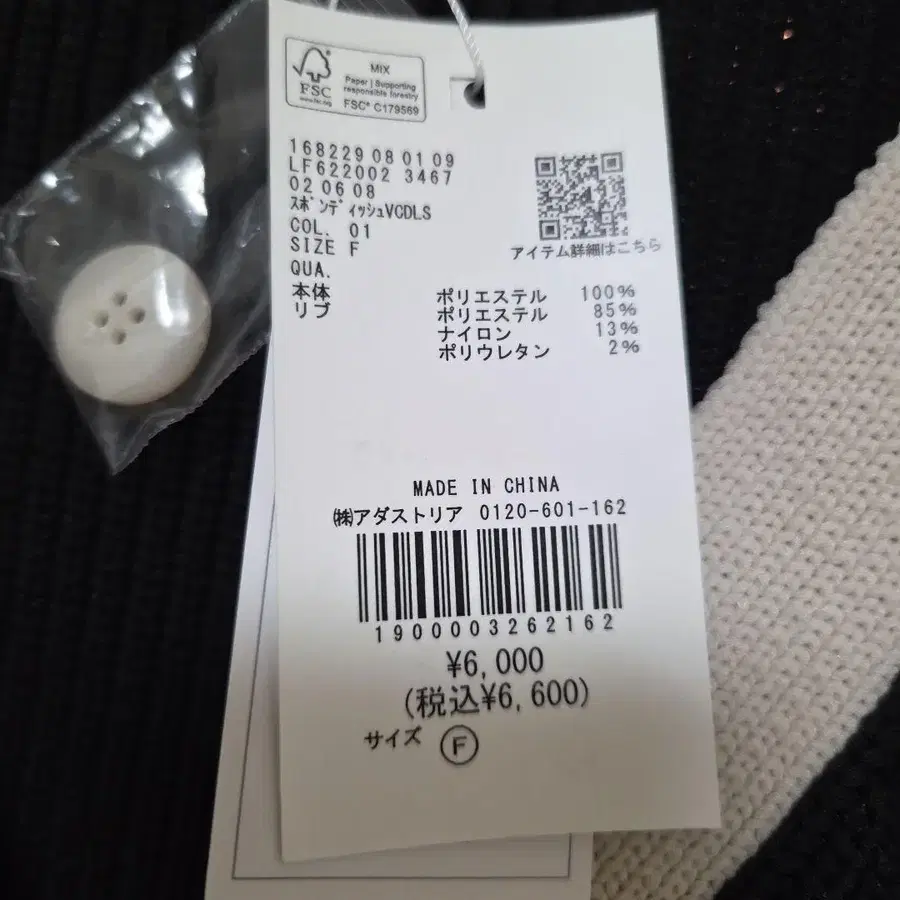 MIX
Paper | Supporting
responsible forestry
FSC
www.fsc.org
FSC® C179569
168229 08 01 09
LF622002 3467
02 06 08
ｽﾎﾟﾝﾃﾞｨｯｼｭVCDLS
COL. 01
SIZE F
QUA.
アイテム詳細はこちら
本体 ポリエステル 100%
リブ ポリエステル 85%
ナイロン 13%
ポリウレタン 2%
MADE IN CHINA
㈱アダストリア 0120-601-162
1900003262162
¥6,000
(税込¥6,600)
サイズ Ⓕ